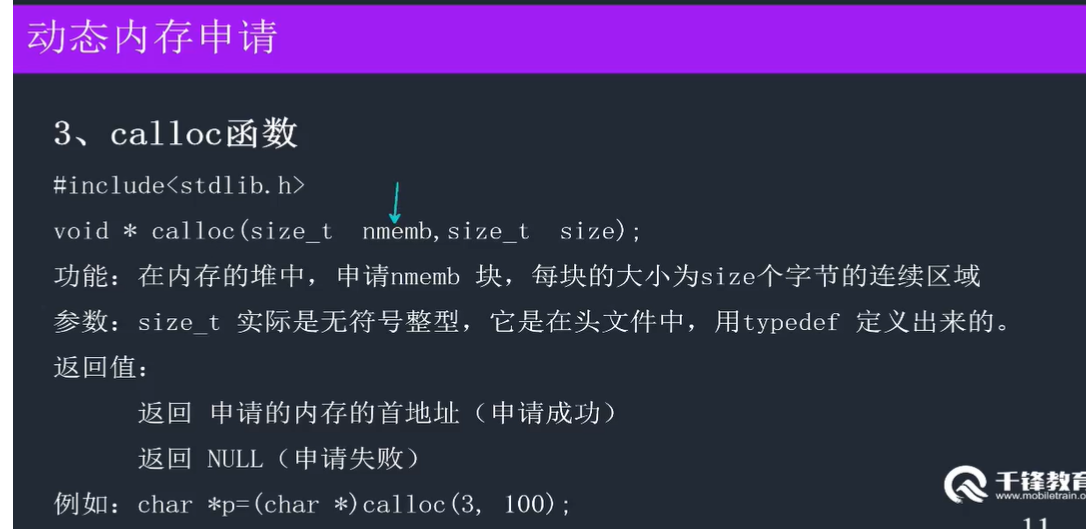 动态内存申请
3、calloc函数
#include<stdlib.h>
void * calloc(size_t  nmemb,size_t  size);
功能：在内存的堆中，申请nmemb 块，每块的大小为size个字节的连续区域
参数：size_t 实际是无符号整型，它是在头文件中，用typedef 定义出来的。
返回值：
返回 申请的内存的首地址（申请成功）
返回 NULL（申请失败）
例如：char *p=(char *)calloc(3, 100);
千锋教育
www.mobiletrain.o
11